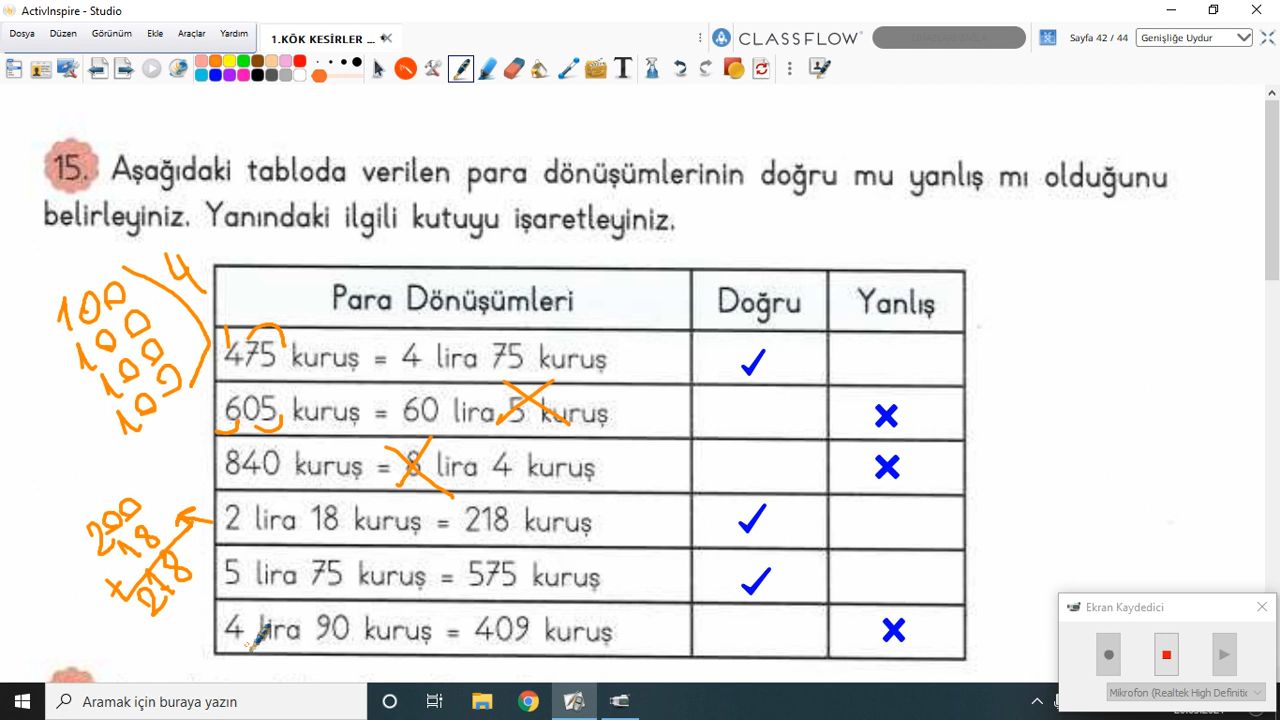 ActivInspire - Studio
Dosya Düzen Görünüm Ekle Araçlar Yardım
1.KÖK KESİRLER ...
CLASSFLOW
Sayfa 42 / 44
Genişliğe Uydur
15. Aşağıdaki tabloda verilen para dönüşümlerinin doğru mu yanlış mı olduğunu
belirleyiniz. Yanındaki ilgili kutuyu işaretleyiniz.
4
100
100
100
100
Para Dönüşümleri Doğru Yanlış
475 kuruş = 4 lira 75 kuruş ✓
605 kuruş = 60 lira 5 kuruş ×
840 kuruş = 8 lira 4 kuruş ×
2 lira 18 kuruş = 218 kuruş ✓
5 lira 75 kuruş = 575 kuruş ✓
4 lira 90 kuruş = 409 kuruş ×
200
18
+
218
Ekran Kaydedici
Mikrofon (Realtek High Definitic
Aramak için buraya yazın